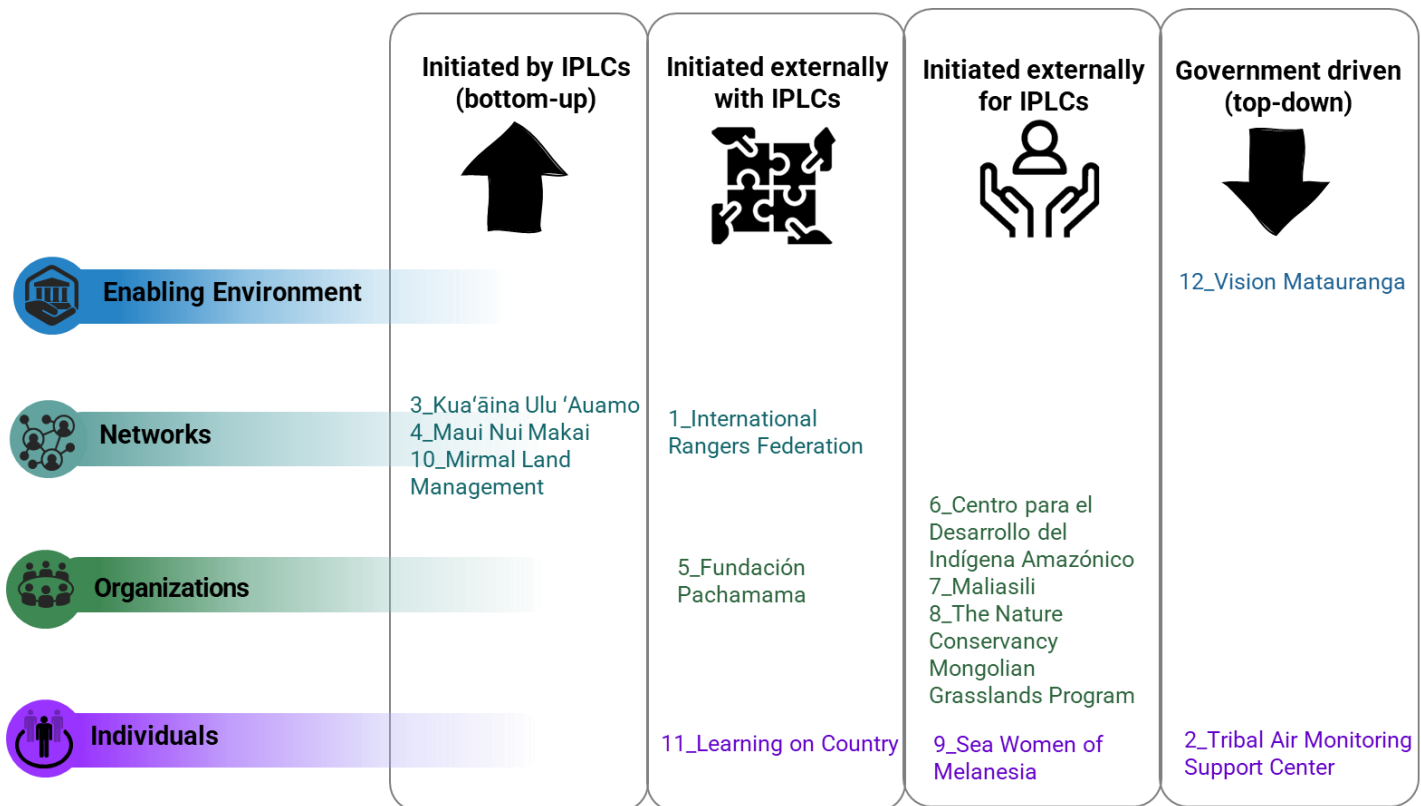 Initiated by IPLCs
(bottom-up)
Initiated externally
with IPLCs
Initiated externally
for IPLCs
Government driven
(top-down)
Enabling Environment
12_Vision Matauranga
Networks
3_Kuaʻāina Ulu ʻAuamo
4_Maui Nui Makai
10_Mirmal Land
Management
1_International
Rangers Federation
Organizations
5_Fundación
Pachamama
6_Centro para el
Desarrollo del
Indígena Amazónico
7_Maliasili
8_The Nature
Conservancy
Mongolian
Grasslands Program
Individuals
11_Learning on Country
9_Sea Women of
Melanesia
2_Tribal Air Monitoring
Support Center